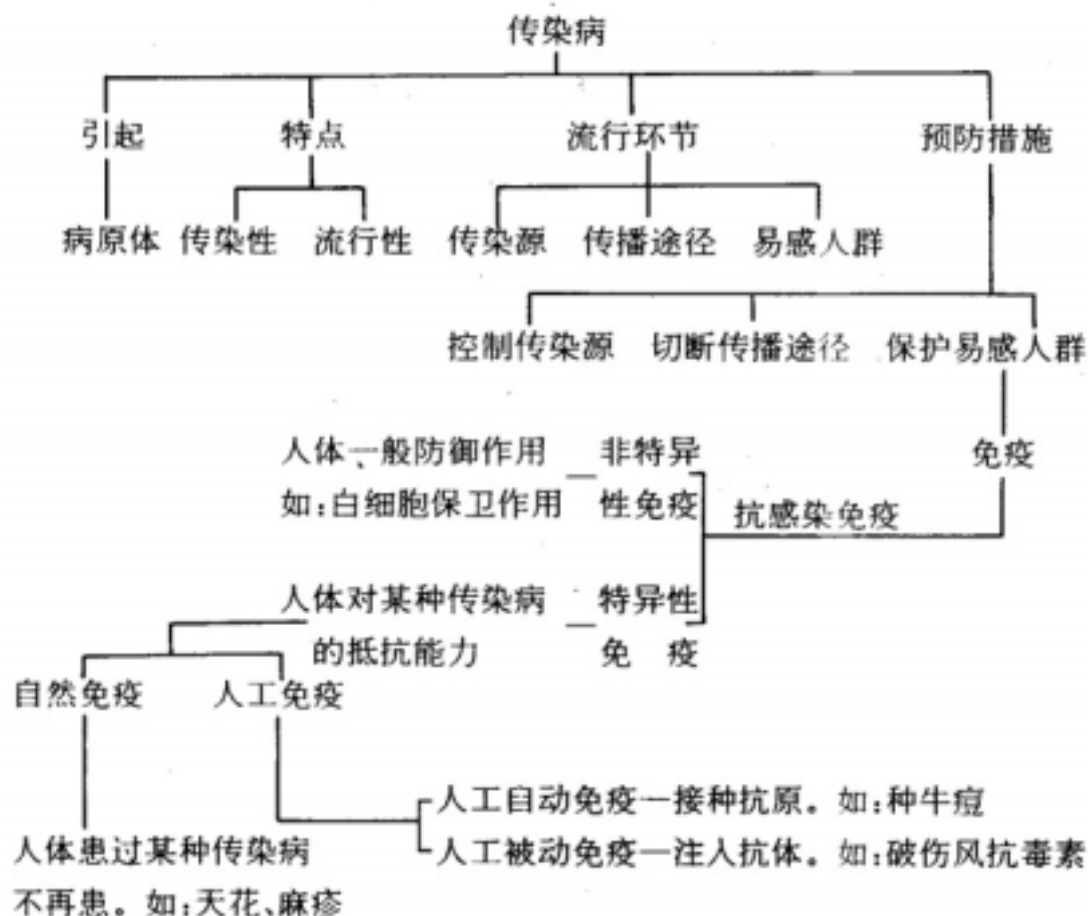 传染病
引起 特点 流行环节 预防措施
病原体 传染性 流行性 传染源 传播途径 易感人群
控制传染源 切断传播途径 保护易感人群
人体一般防御作用 — 非特异 免疫
如:白细胞保卫作用 性免疫 抗感染免疫
人体对某种传染病 — 特异性
的抵抗能力 免 疫
自然免疫 人工免疫
人工自动免疫—接种抗原。如:种牛痘
人体患过某种传染病 人工被动免疫—注入抗体。如:破伤风抗毒素
不再患。如:天花、麻疹